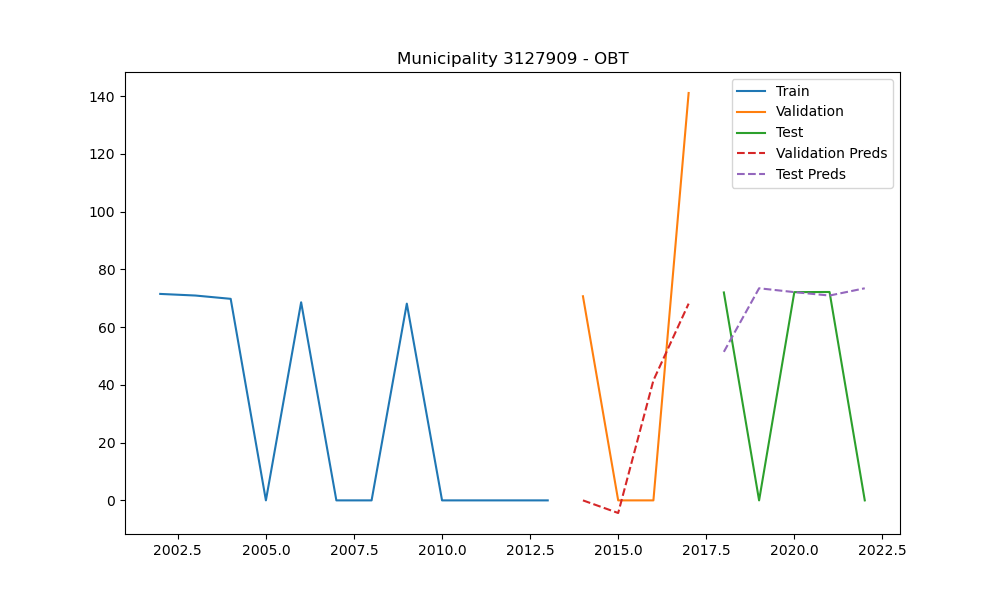 Municipality 3127909 - OBT
Train
Validation
Test
Validation Preds
Test Preds
140
120
100
80
60
40
20
0
2002.5 2005.0 2007.5 2010.0 2012.5 2015.0 2017.5 2020.0 2022.5